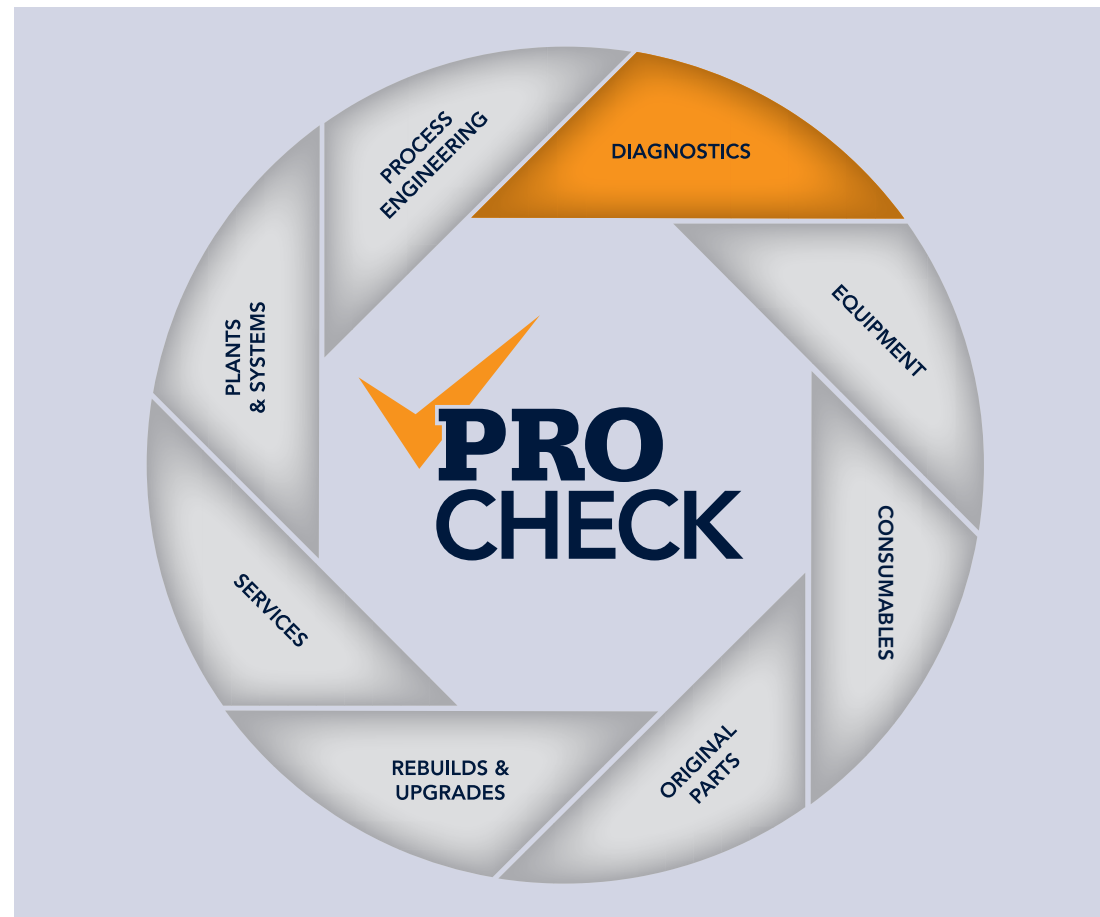 DIAGNOSTICS
EQUIPMENT
CONSUMABLES
ORIGINAL
PARTS
REBUILDS &
UPGRADES
SERVICES
PLANTS
& SYSTEMS
PROCESS
ENGINEERING
PRO
CHECK